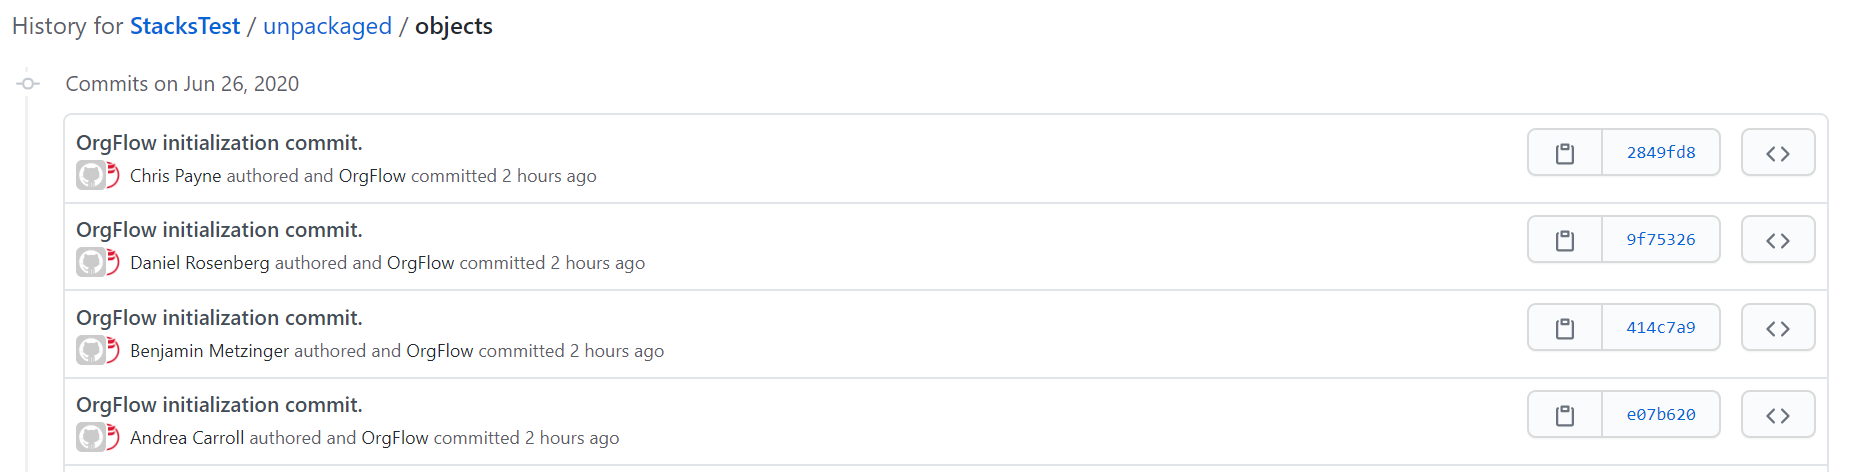 History for StacksTest / unpackaged / objects
Commits on Jun 26, 2020
OrgFlow initialization commit.
Chris Payne authored and OrgFlow committed 2 hours ago
2849fd8
OrgFlow initialization commit.
Daniel Rosenberg authored and OrgFlow committed 2 hours ago
9f75326
OrgFlow initialization commit.
Benjamin Metzinger authored and OrgFlow committed 2 hours ago
414c7a9
OrgFlow initialization commit.
Andrea Carroll authored and OrgFlow committed 2 hours ago
e07b620